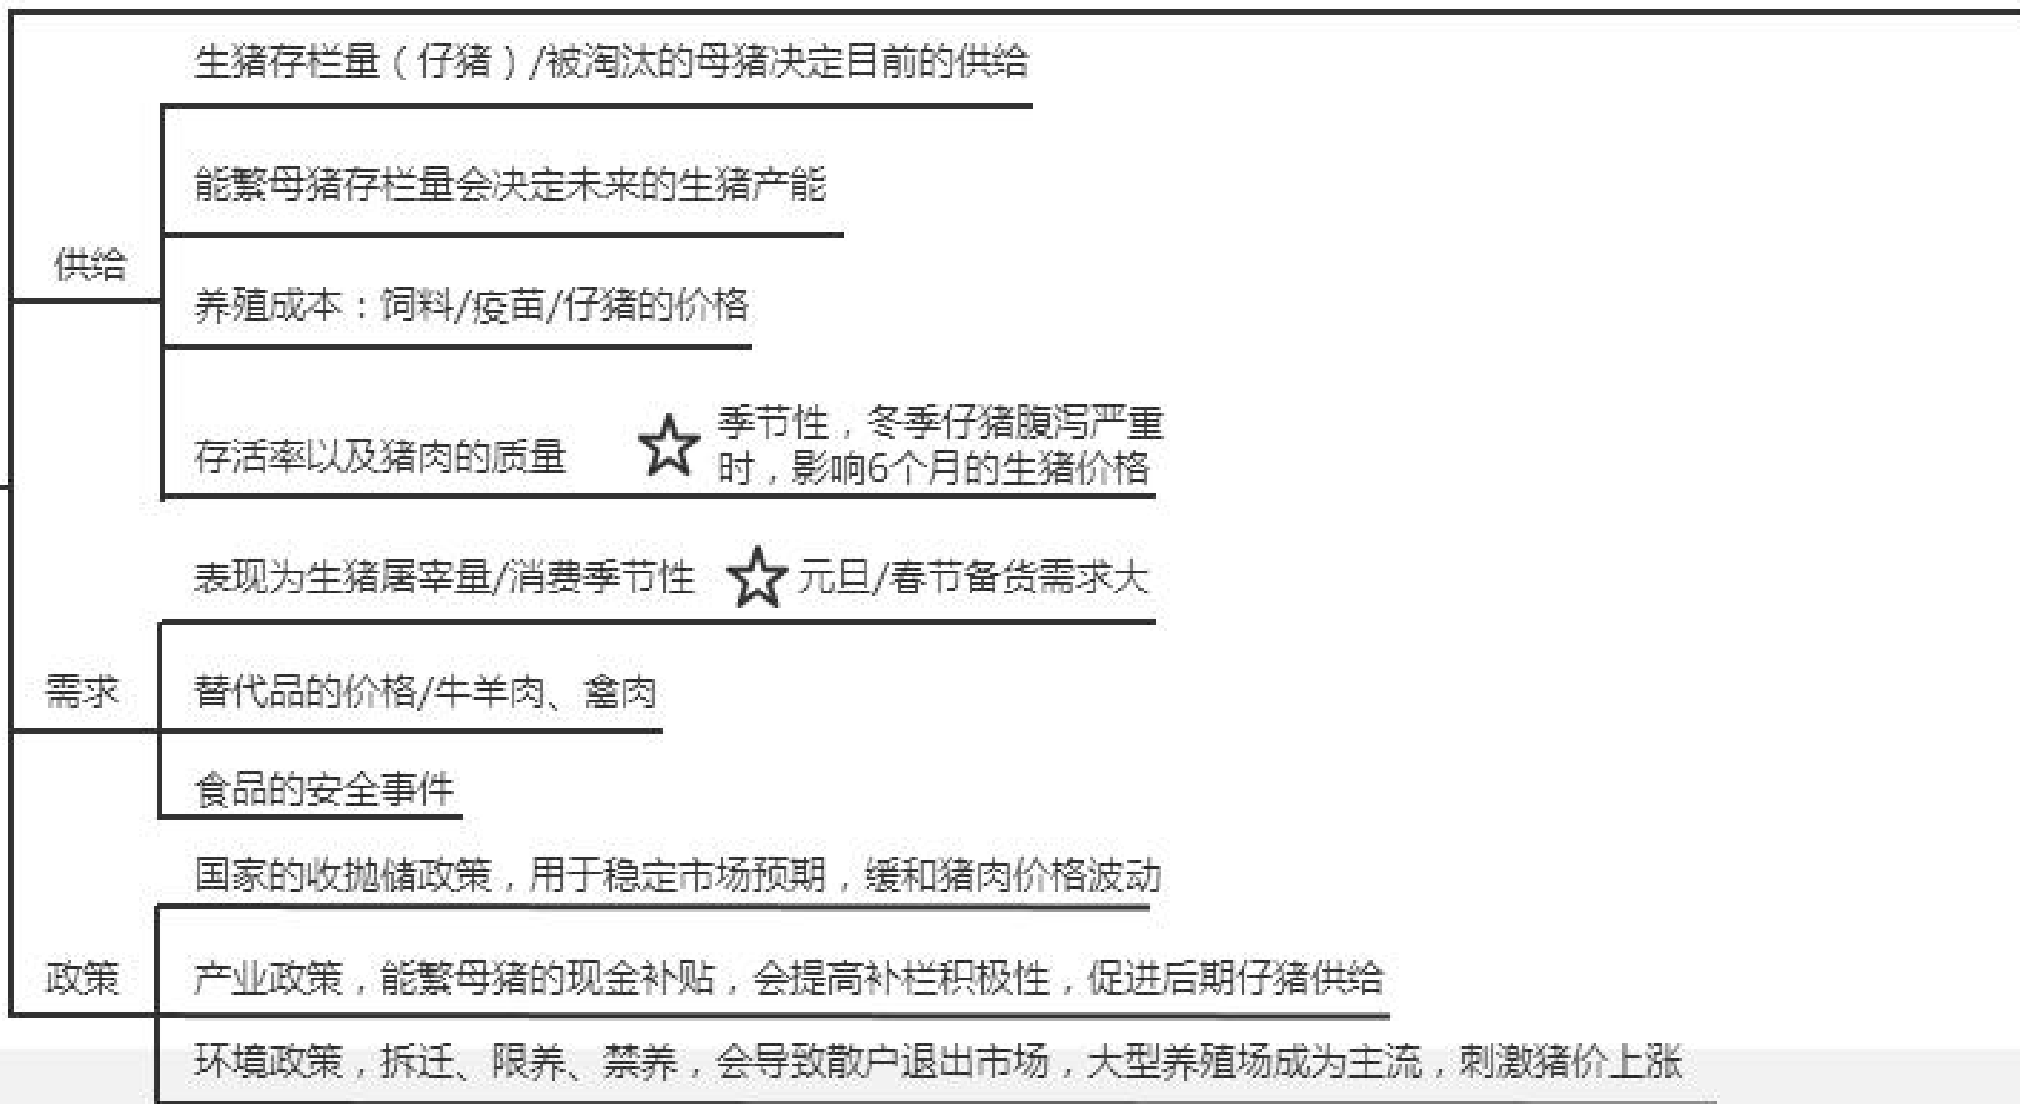 生猪存栏量（仔猪）/被淘汰的母猪决定目前的供给
能繁母猪存栏量会决定未来的生猪产能
供给
养殖成本：饲料/疫苗/仔猪的价格
存活率以及猪肉的质量
季节性，冬季仔猪腹泻严重
时，影响6个月的生猪价格
表现为生猪屠宰量/消费季节性
元旦/春节备货需求大
需求
替代品的价格/牛羊肉、禽肉
食品的安全事件
国家的收抛储政策，用于稳定市场预期，缓和猪肉价格波动
政策
产业政策，能繁母猪的现金补贴，会提高补栏积极性，促进后期仔猪供给
环境政策，拆迁、限养、禁养，会导致散户退出市场，大型养殖场成为主流，刺激猪价上涨